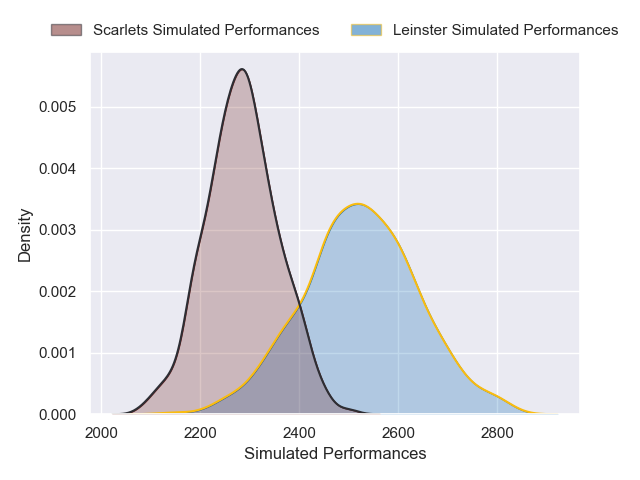 Scarlets Simulated Performances Leinster Simulated Performances
0.005
0.004
0.003
0.002
0.001
0.000
Density
2000 2200 2400 2600 2800
Simulated Performances